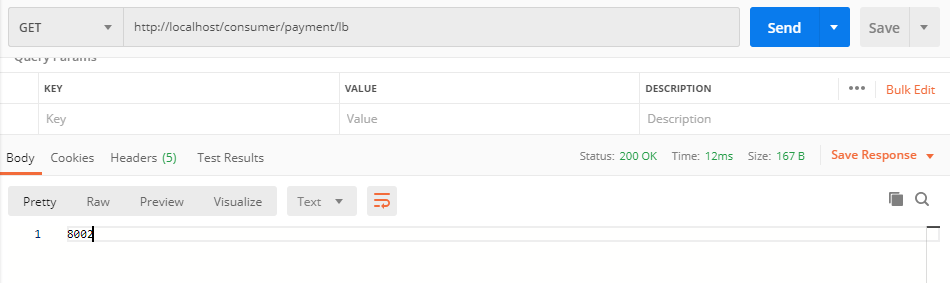 GET http://localhost/consumer/payment/lb Send Save
Query Params
KEY VALUE DESCRIPTION ••• Bulk Edit
Key Value Description
Body Cookies Headers (5) Test Results Status: 200 OK Time: 12ms Size: 167 B Save Response
Pretty Raw Preview Visualize Text
1 8002